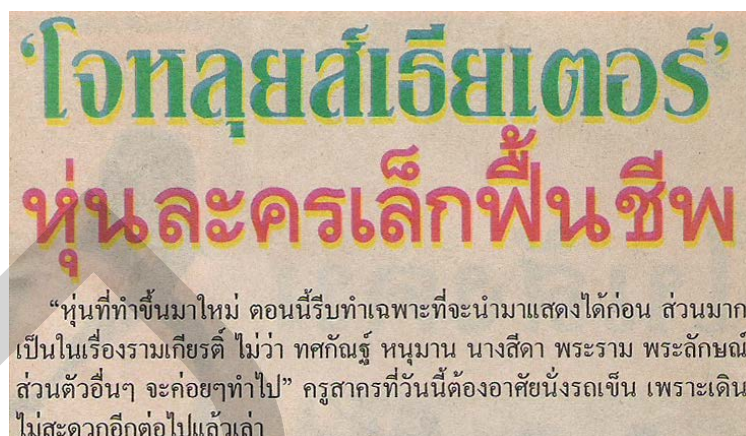 ‘โจหลุยส์เธียเตอร์’
หุ่นละครเล็กฟื้นชีพ
“หุ่นที่ทำขึ้นมาใหม่ ตอนนี้รีบทำเฉพาะที่จะนำมาแสดงได้ก่อน ส่วนมาก
เป็นในเรื่องรามเกียรติ์ ไม่ว่า ทศกัณฐ์ หนุมาน นางสีดา พระราม พระลักษณ์
ส่วนตัวอื่นๆ จะค่อยๆทำไป” ครูสาครที่วันนี้ต้องอาศัยนั่งรถเข็น เพราะเดิน
ไม่สะดวกอีกต่อไปแล้วเล่า